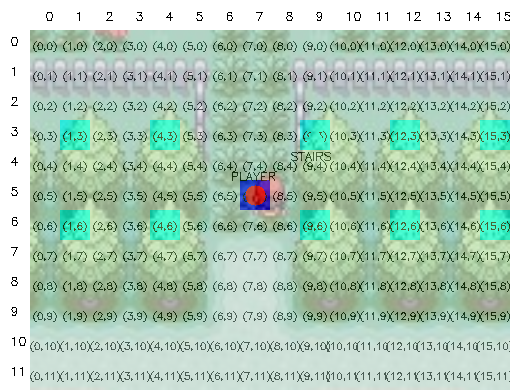 0 1 2 3 4 5 6 7 8 9 10 11 12 13 14 15
0 (0,0) (1,0) (2,0) (3,0) (4,0) (5,0) (6,0) (7,0) (8,0) (9,0) (10,0) (11,0) (12,0) (13,0) (14,0) (15,0)
1 (0,1) (1,1) (2,1) (3,1) (4,1) (5,1) (6,1) (7,1) (8,1) (9,1) (10,1) (11,1) (12,1) (13,1) (14,1) (15,1)
2 (0,2) (1,2) (2,2) (3,2) (4,2) (5,2) (6,2) (7,2) (8,2) (9,2) (10,2) (11,2) (12,2) (13,2) (14,2) (15,2)
3 (0,3) (1,3) (2,3) (3,3) (4,3) (5,3) (6,3) (7,3) (8,3) (10,3) (11,3) (12,3) (13,3) (14,3) (15,3)
STAIRS
4 (0,4) (1,4) (2,4) (3,4) (4,4) (5,4) (6,4) (7,4) (8,4) (9,4) (10,4) (11,4) (12,4) (13,4) (14,4) (15,4)
PLAYER
5 (0,5) (1,5) (2,5) (3,5) (4,5) (5,5) (6,5) (8,5) (9,5) (10,5) (11,5) (12,5) (13,5) (14,5) (15,5)
6 (0,6) (1,6) (2,6) (3,6) (4,6) (5,6) (6,6) (7,6) (8,6) (9,6) (10,6) (11,6) (12,6) (13,6) (14,6) (15,6)
7 (0,7) (1,7) (2,7) (3,7) (4,7) (5,7) (6,7) (7,7) (8,7) (9,7) (10,7) (11,7) (12,7) (13,7) (14,7) (15,7)
8 (0,8) (1,8) (2,8) (3,8) (4,8) (5,8) (6,8) (7,8) (8,8) (9,8) (10,8) (11,8) (12,8) (13,8) (14,8) (15,8)
9 (0,9) (1,9) (2,9) (3,9) (4,9) (5,9) (6,9) (7,9) (8,9) (9,9) (10,9) (11,9) (12,9) (13,9) (14,9) (15,9)
10 (0,10) (1,10) (2,10) (3,10) (4,10) (5,10) (6,10) (7,10) (8,10) (9,10) (10,10) (11,10) (12,10) (13,10) (14,10) (15,10)
11 (0,11) (1,11) (2,11) (3,11) (4,11) (5,11) (6,11) (7,11) (8,11) (9,11) (10,11) (11,11) (12,11) (13,11) (14,11) (15,11)